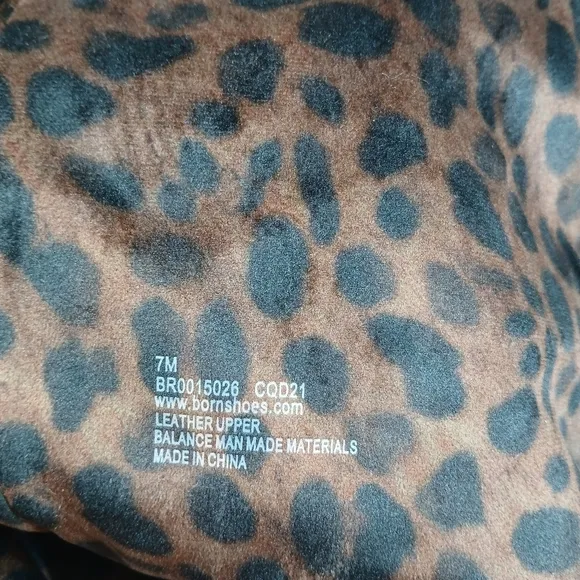 7M
BR0015026 CQD21
www.bornshoes.com
LEATHER UPPER
BALANCE MAN MADE MATERIALS
MADE IN CHINA